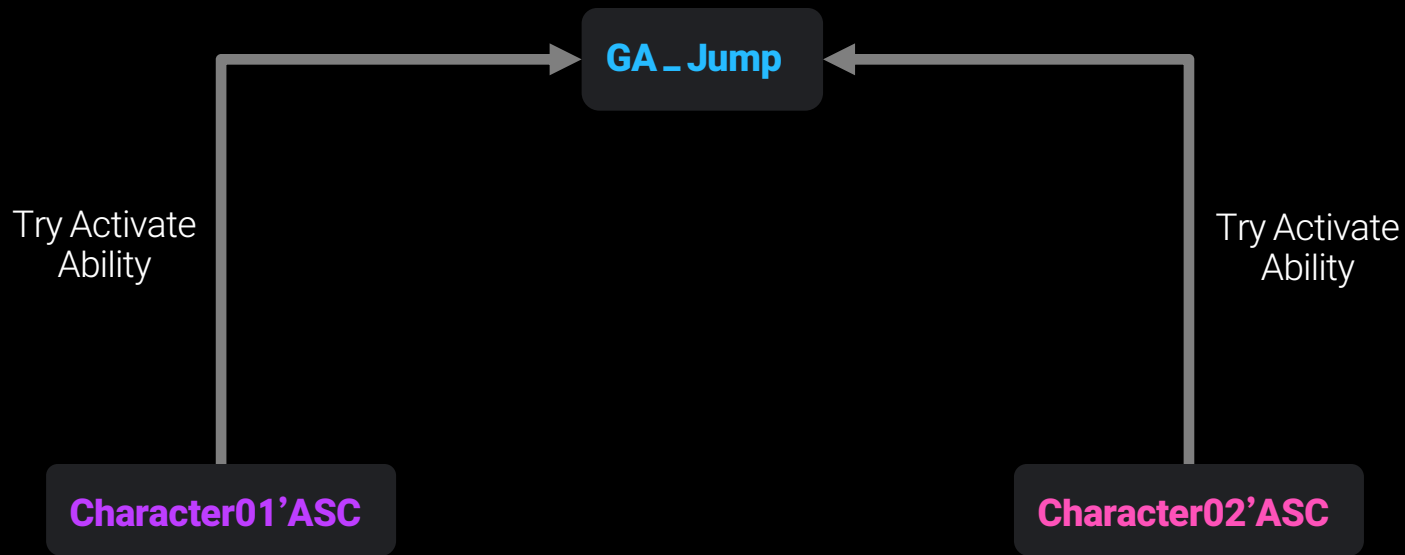 GA_Jump
Try Activate
Ability
Try Activate
Ability
Character01’ASC
Character02’ASC